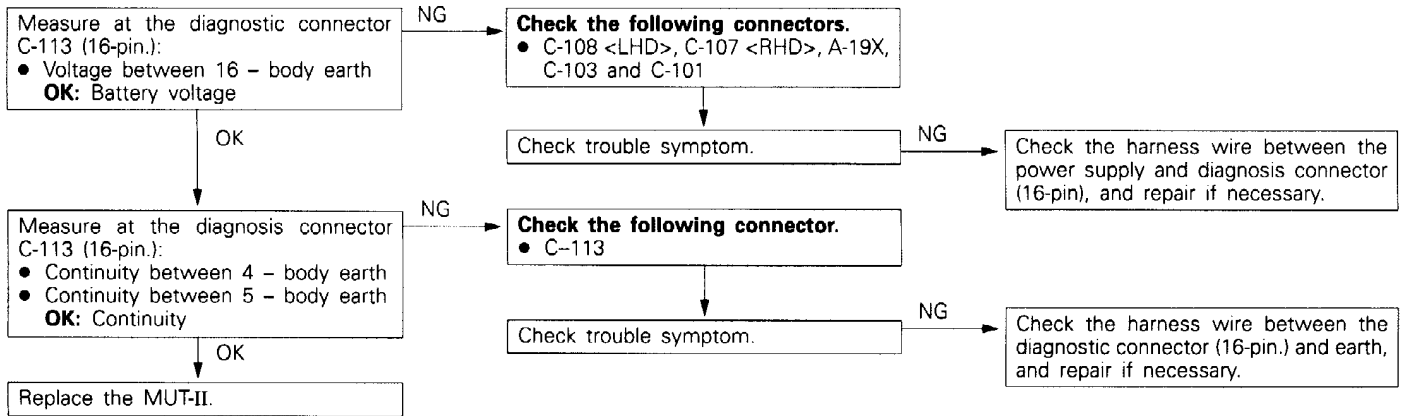 Measure at the diagnostic connector
C-113 (16-pin.):
● Voltage between 16 – body earth
OK: Battery voltage
NG
Check the following connectors.
● C-108 <LHD>, C-107 <RHD>, A-19X,
C-103 and C-101
OK
Check trouble symptom.
NG
Check the harness wire between the
power supply and diagnosis connector
(16-pin), and repair if necessary.
Measure at the diagnosis connector
C-113 (16-pin.):
● Continuity between 4 – body earth
● Continuity between 5 – body earth
OK: Continuity
NG
Check the following connector.
● C–113
Check trouble symptom.
NG
Check the harness wire between the
diagnostic connector (16-pin.) and earth,
and repair if necessary.
OK
Replace the MUT-II.